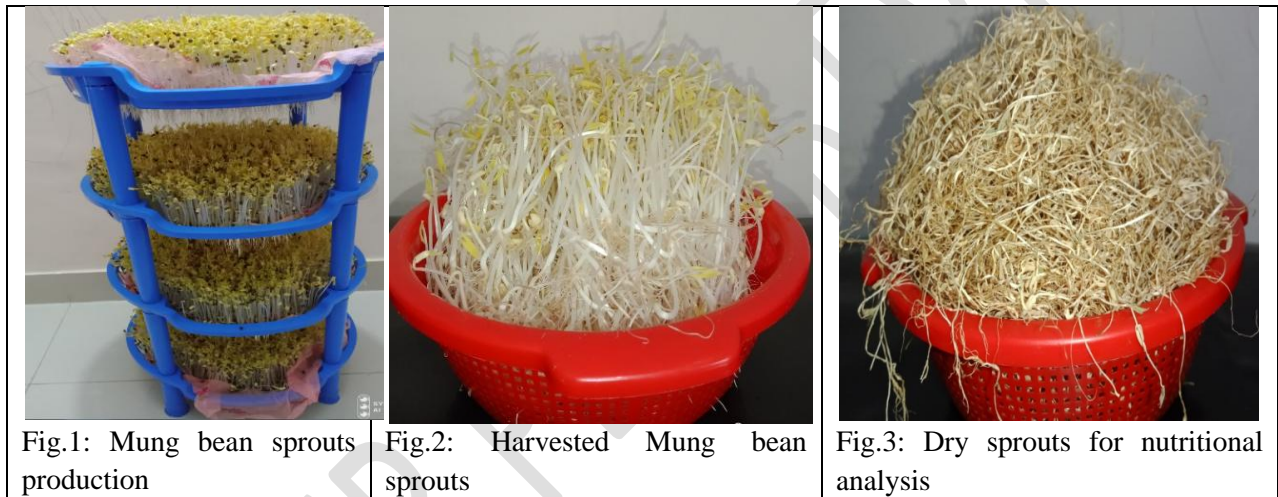 Fig.1: Mung bean sprouts
production
Fig.2: Harvested Mung bean
sprouts
Fig.3: Dry sprouts for nutritional
analysis